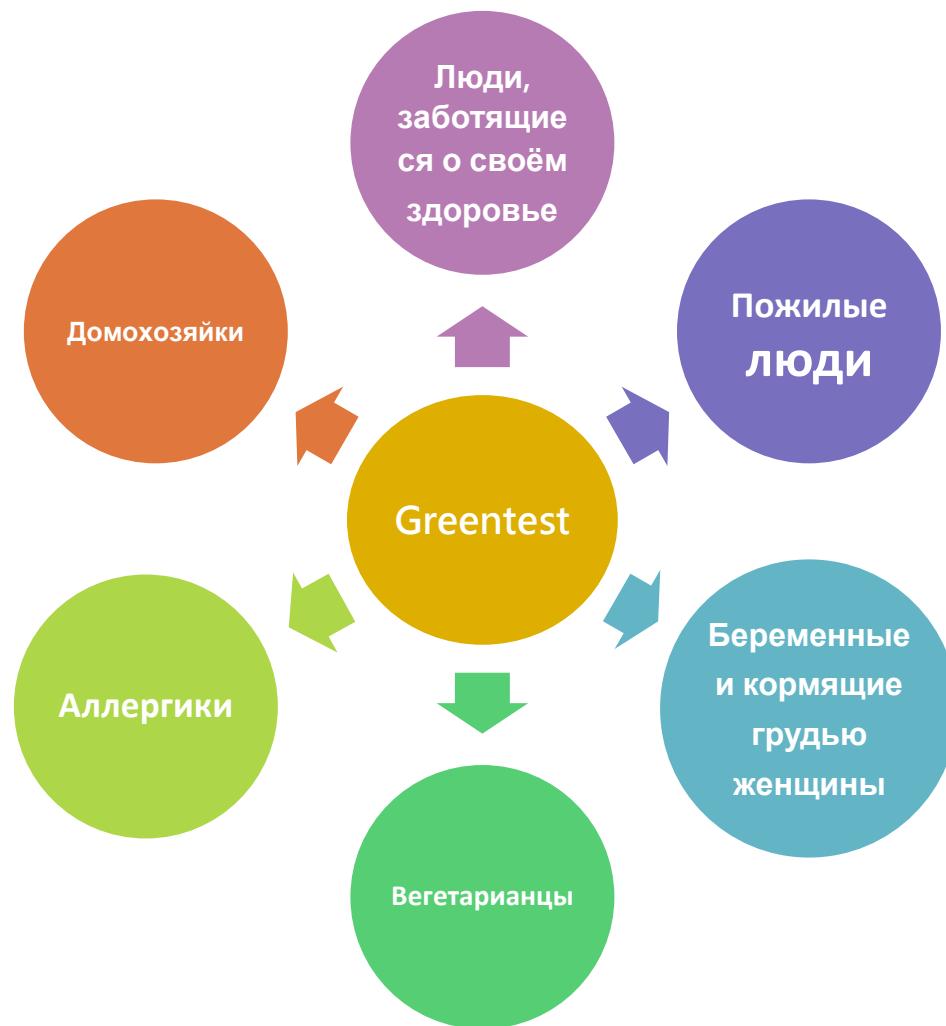 Люди,
заботящие
ся о своём
здоровье
Домохозяйки
Пожилые
люди
Greentest
Аллергики
Беременные
и кормящие
грудью
женщины
Вегетарианцы